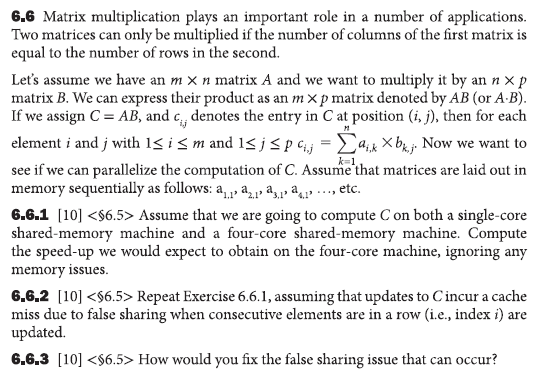 6.6 Matrix multiplication plays an important role in a number of applications.
Two matrices can only be multiplied if the number of columns of the first matrix is
equal to the number of rows in the second.
Let's assume we have an m × n matrix A and we want to multiply it by an n × p
matrix B. We can express their product as an m × p matrix denoted by AB (or A·B).
If we assign C = AB, and c_{i,j} denotes the entry in C at position (i, j), then for each
element i and j with 1≤ i ≤ m and 1≤ j ≤ p c_{i,j} = \sum_{k=1}^{n} a_{i,k} × b_{k,j}. Now we want to
see if we can parallelize the computation of C. Assume that matrices are laid out in
memory sequentially as follows: a_{1,1}, a_{2,1}, a_{3,1}, a_{4,1}, ..., etc.
6.6.1 [10] <§6.5> Assume that we are going to compute C on both a single-core
shared-memory machine and a four-core shared-memory machine. Compute
the speed-up we would expect to obtain on the four-core machine, ignoring any
memory issues.
6.6.2 [10] <§6.5> Repeat Exercise 6.6.1, assuming that updates to C incur a cache
miss due to false sharing when consecutive elements are in a row (i.e., index i) are
updated.
6.6.3 [10] <§6.5> How would you fix the false sharing issue that can occur?